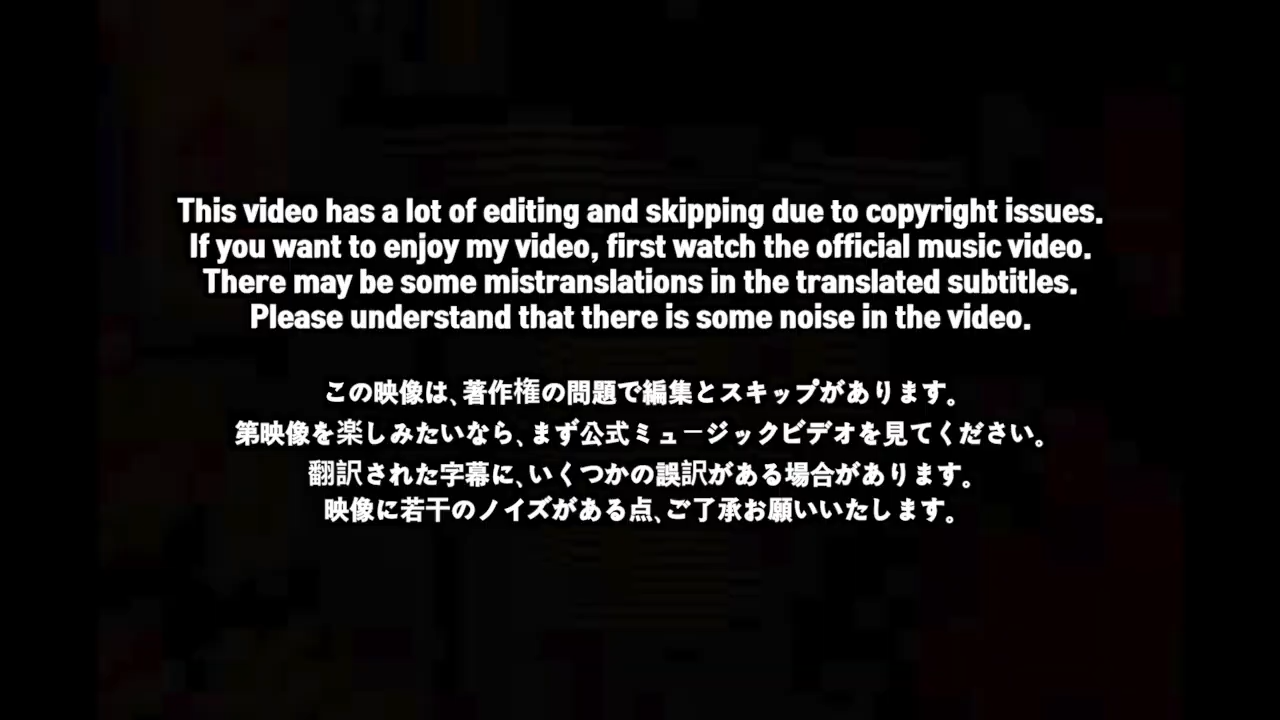 This video has a lot of editing and skipping due to copyright issues.
If you want to enjoy my video, first watch the official music video.
There may be some mistranslations in the translated subtitles.
Please understand that there is some noise in the video.
この映像は、著作権の問題で編集とスキップがあります。
第映像を楽しみたいなら、まず公式ミュージックビデオを見てください。
翻訳された字幕に、いくつかの誤訳がある場合があります。
映像に若干のノイズがある点、ご了承お願いいたします。